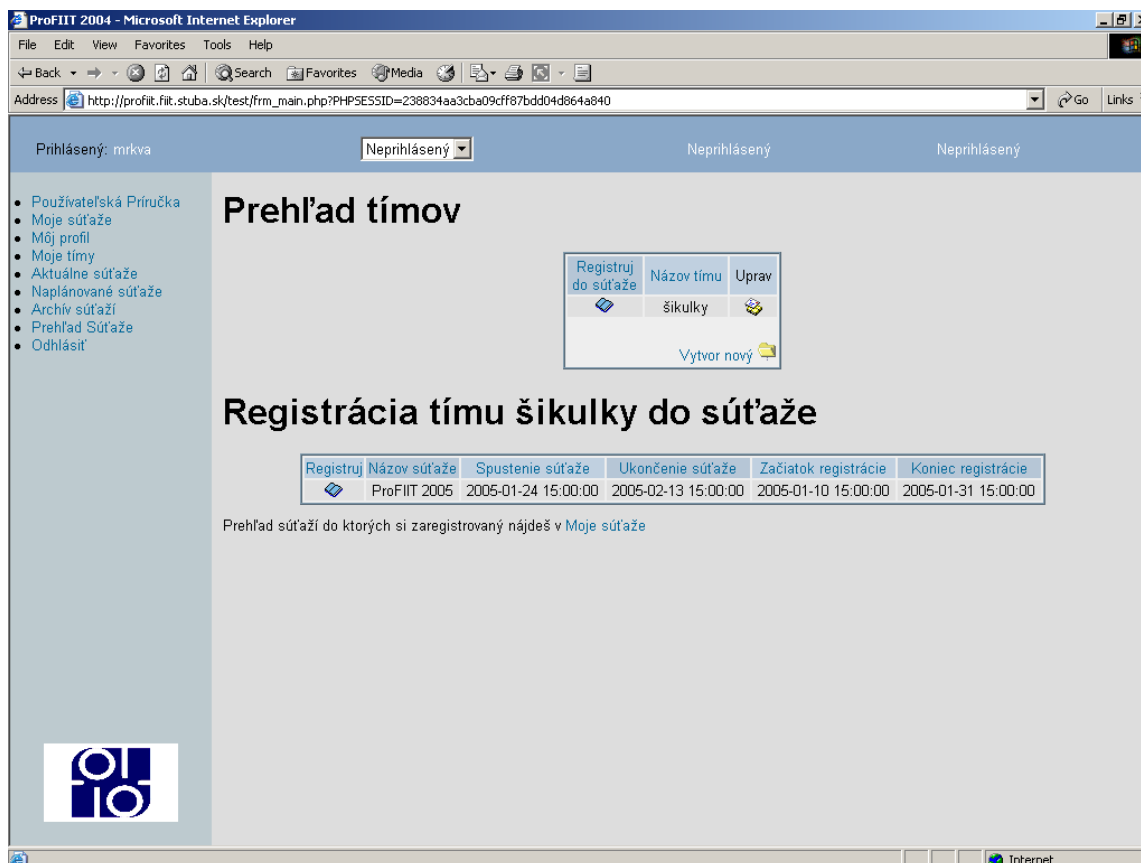 ProFIIT 2004 - Microsoft Internet Explorer
File Edit View Favorites Tools Help
Back Search Favorites Media
Address http://profiit.fiit.stuba.sk/test/frm_main.php?PHPSESSID=238834aa3cba09cff87bdd04d864a840 Go Links
Prihlásený: mrkva Neprihlásený Neprihlásený Neprihlásený
Používateľská Príručka
Moje súťaže
Môj profil
Moje tímy
Aktuálne súťaže
Naplánované súťaže
Archív súťaží
Prehľad Súťaže
Odhlásiť
Prehľad tímov
Registruj do súťaže Názov tímu Uprav
šikulky
Vytvor nový
Registrácia tímu šikulky do súťaže
Registruj Názov súťaže Spustenie súťaže Ukončenie súťaže Začiatok registrácie Koniec registrácie
ProFIIT 2005 2005-01-24 15:00:00 2005-02-13 15:00:00 2005-01-10 15:00:00 2005-01-31 15:00:00
Prehľad súťaží do ktorých si zaregistrovaný nájdeš v Moje súťaže
Internet